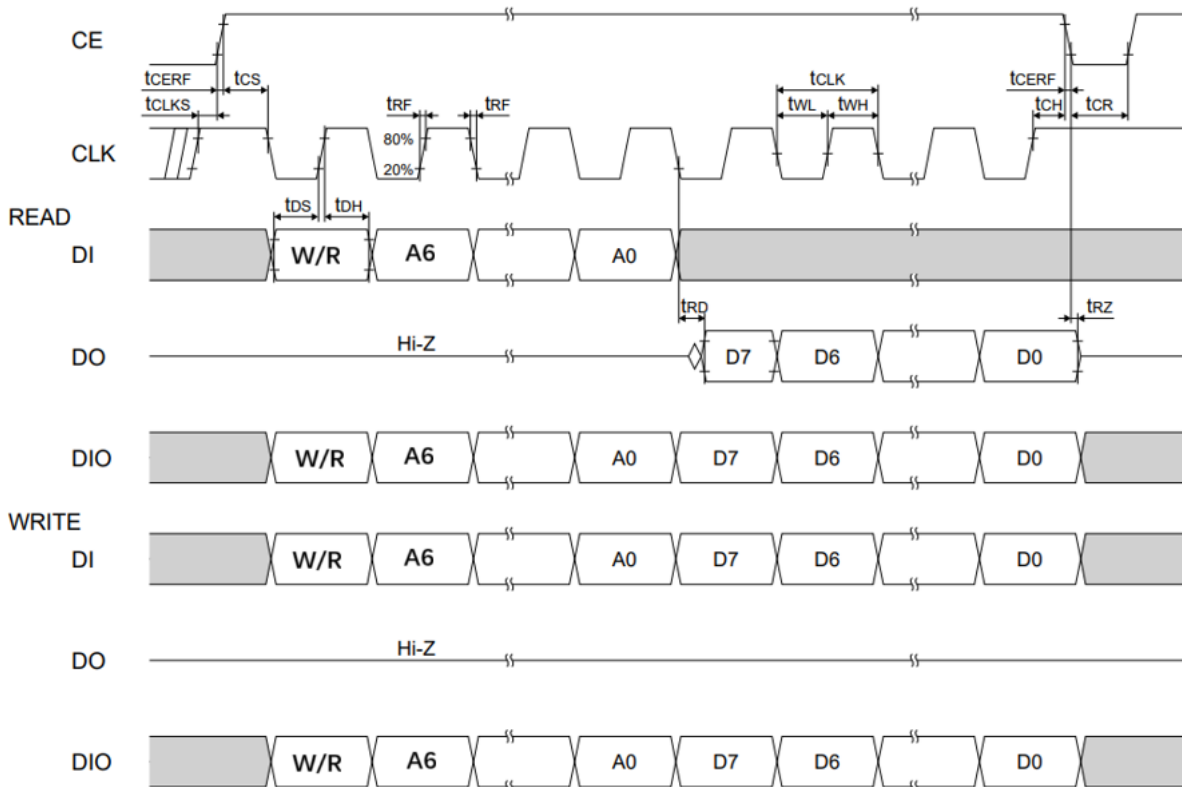 CE
tCERF tCS tCERF tCH tCR
tCLKS tRF tRF tCLK
tWL tWH
CLK 80%
20%
tDS tDH
READ
DI W/R A6 A0
tRD tRZ
DO Hi-Z D7 D6 D0
DIO W/R A6 A0 D7 D6 D0
WRITE
DI W/R A6 A0 D7 D6 D0
DO Hi-Z
DIO W/R A6 A0 D7 D6 D0